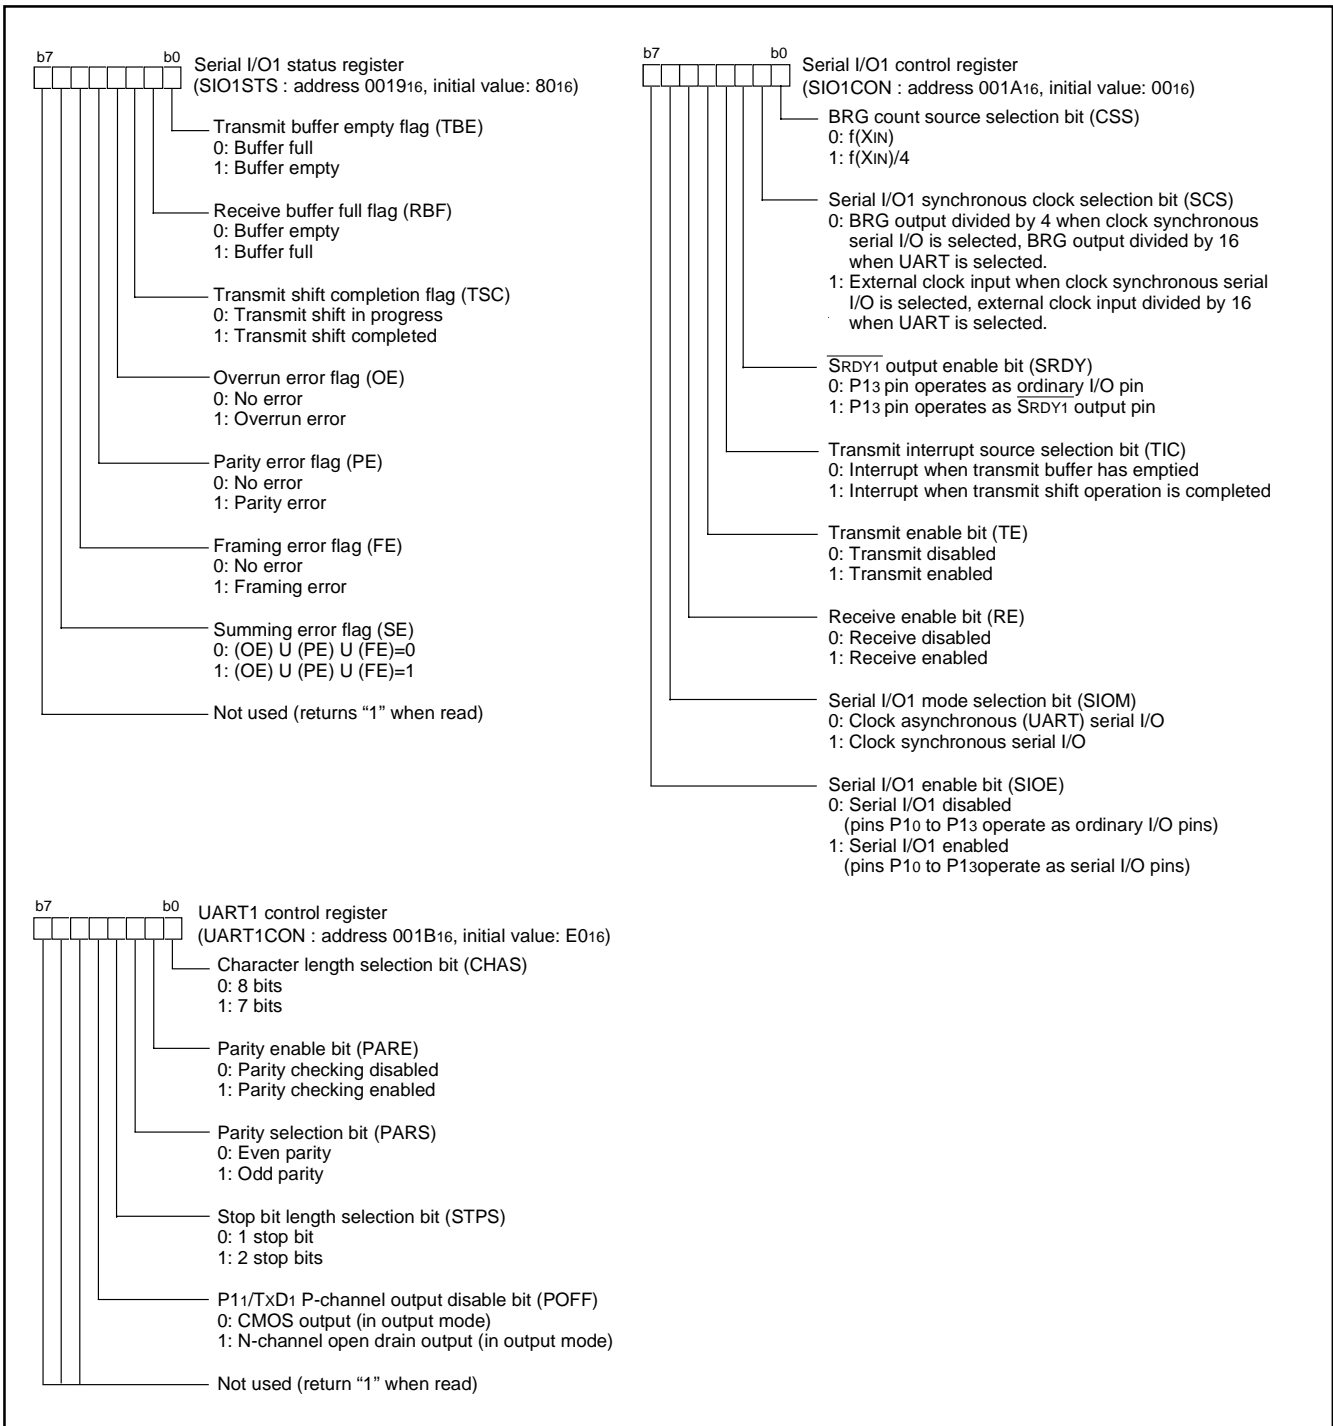 b7 b0
Serial I/O1 status register
(SIO1STS : address 001916, initial value: 8016)
Transmit buffer empty flag (TBE)
0: Buffer full
1: Buffer empty
Receive buffer full flag (RBF)
0: Buffer empty
1: Buffer full
Transmit shift completion flag (TSC)
0: Transmit shift in progress
1: Transmit shift completed
Overrun error flag (OE)
0: No error
1: Overrun error
Parity error flag (PE)
0: No error
1: Parity error
Framing error flag (FE)
0: No error
1: Framing error
Summing error flag (SE)
0: (OE) U (PE) U (FE)=0
1: (OE) U (PE) U (FE)=1
Not used (returns “1” when read)
b7 b0
Serial I/O1 control register
(SIO1CON : address 001A16, initial value: 0016)
BRG count source selection bit (CSS)
0: f(XIN)
1: f(XIN)/4
Serial I/O1 synchronous clock selection bit (SCS)
0: BRG output divided by 4 when clock synchronous
serial I/O is selected, BRG output divided by 16
when UART is selected.
1: External clock input when clock synchronous serial
I/O is selected, external clock input divided by 16
when UART is selected.
SRDY1 output enable bit (SRDY)
0: P13 pin operates as ordinary I/O pin
1: P13 pin operates as SRDY1 output pin
Transmit interrupt source selection bit (TIC)
0: Interrupt when transmit buffer has emptied
1: Interrupt when transmit shift operation is completed
Transmit enable bit (TE)
0: Transmit disabled
1: Transmit enabled
Receive enable bit (RE)
0: Receive disabled
1: Receive enabled
Serial I/O1 mode selection bit (SIOM)
0: Clock asynchronous (UART) serial I/O
1: Clock synchronous serial I/O
Serial I/O1 enable bit (SIOE)
0: Serial I/O1 disabled
(pins P10 to P13 operate as ordinary I/O pins)
1: Serial I/O1 enabled
(pins P10 to P13operate as serial I/O pins)
b7 b0
UART1 control register
(UART1CON : address 001B16, initial value: E016)
Character length selection bit (CHAS)
0: 8 bits
1: 7 bits
Parity enable bit (PARE)
0: Parity checking disabled
1: Parity checking enabled
Parity selection bit (PARS)
0: Even parity
1: Odd parity
Stop bit length selection bit (STPS)
0: 1 stop bit
1: 2 stop bits
P11/TXD1 P-channel output disable bit (POFF)
0: CMOS output (in output mode)
1: N-channel open drain output (in output mode)
Not used (return “1” when read)